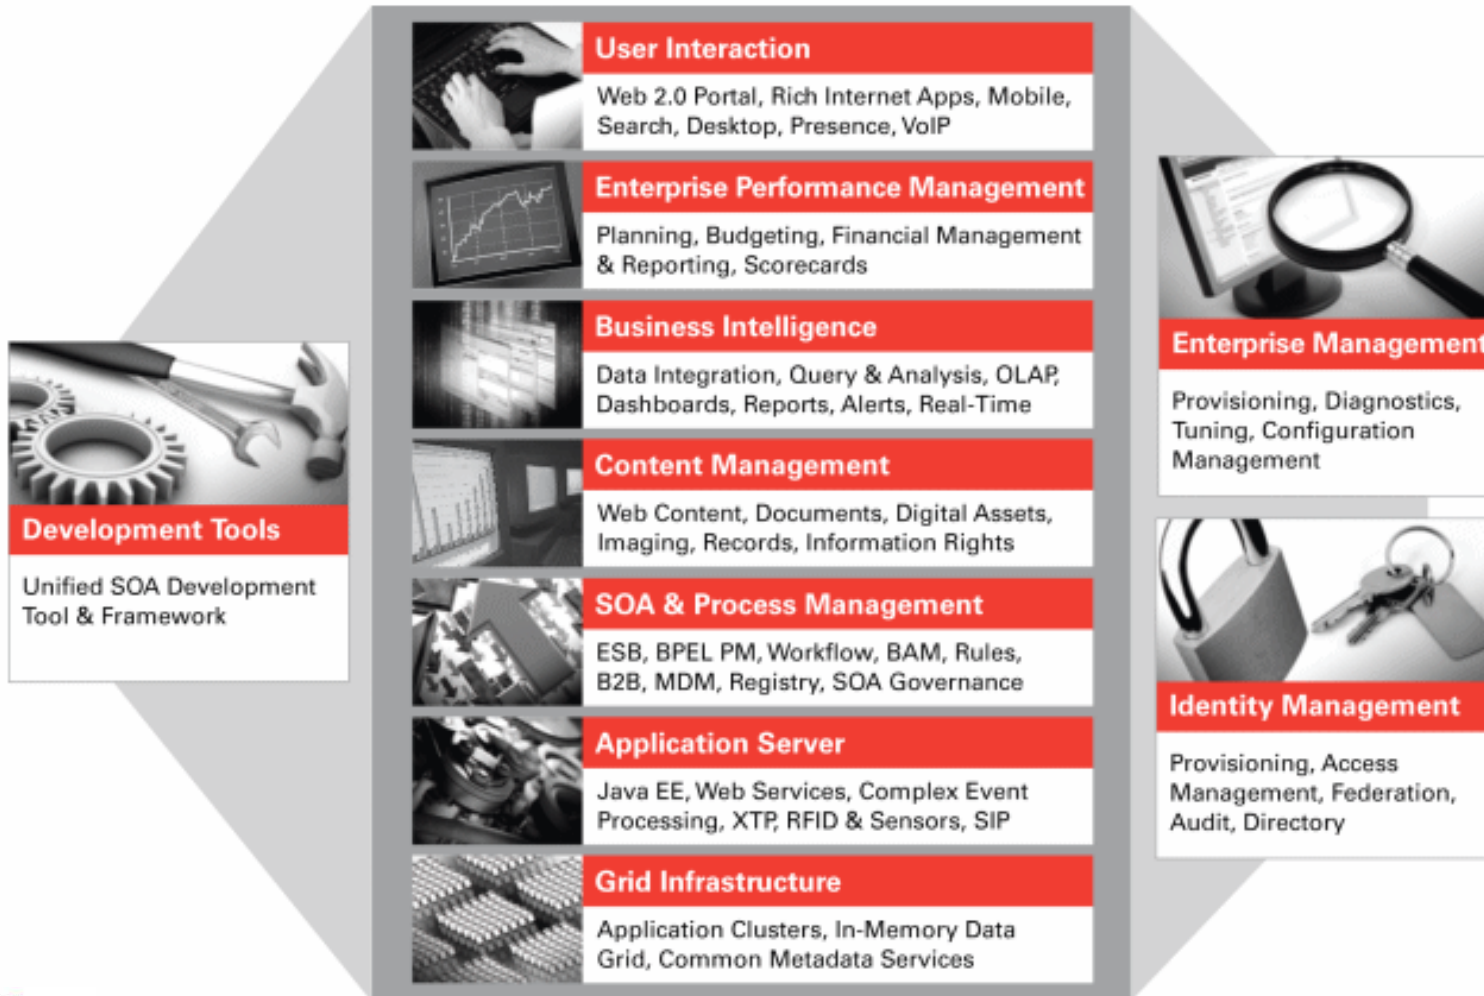 User Interaction
Web 2.0 Portal, Rich Internet Apps, Mobile,
Search, Desktop, Presence, VoIP
Enterprise Performance Management
Planning, Budgeting, Financial Management
& Reporting, Scorecards
Business Intelligence
Data Integration, Query & Analysis, OLAP,
Dashboards, Reports, Alerts, Real-Time
Content Management
Web Content, Documents, Digital Assets,
Imaging, Records, Information Rights
SOA & Process Management
ESB, BPEL PM, Workflow, BAM, Rules,
B2B, MDM, Registry, SOA Governance
Application Server
Java EE, Web Services, Complex Event
Processing, XTP, RFID & Sensors, SIP
Grid Infrastructure
Application Clusters, In-Memory Data
Grid, Common Metadata Services
Development Tools
Unified SOA Development
Tool & Framework
Enterprise Management
Provisioning, Diagnostics,
Tuning, Configuration
Management
Identity Management
Provisioning, Access
Management, Federation,
Audit, Directory